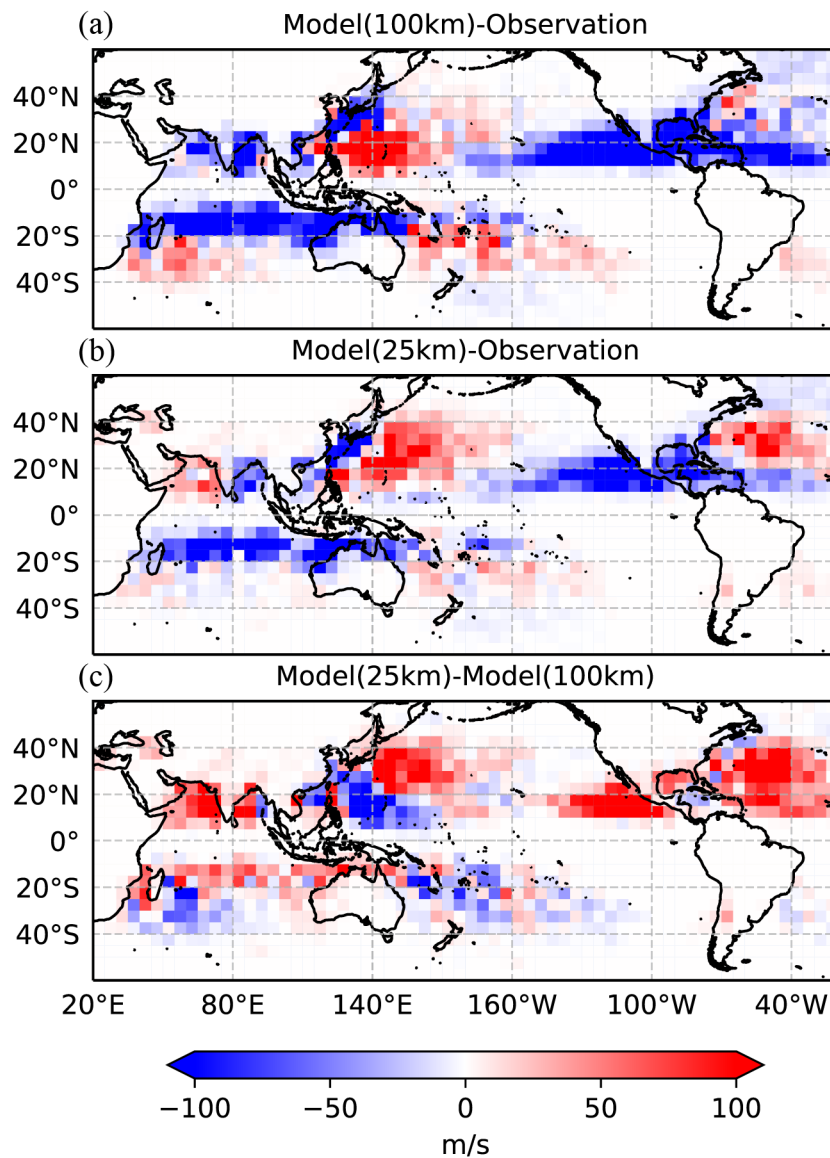 (a) Model(100km)-Observation
40°N
20°N
0°
20°S
40°S
(b) Model(25km)-Observation
40°N
20°N
0°
20°S
40°S
(c) Model(25km)-Model(100km)
40°N
20°N
0°
20°S
40°S
20°E 80°E 140°E 160°W 100°W 40°W
−100 −50 0 50 100
m/s